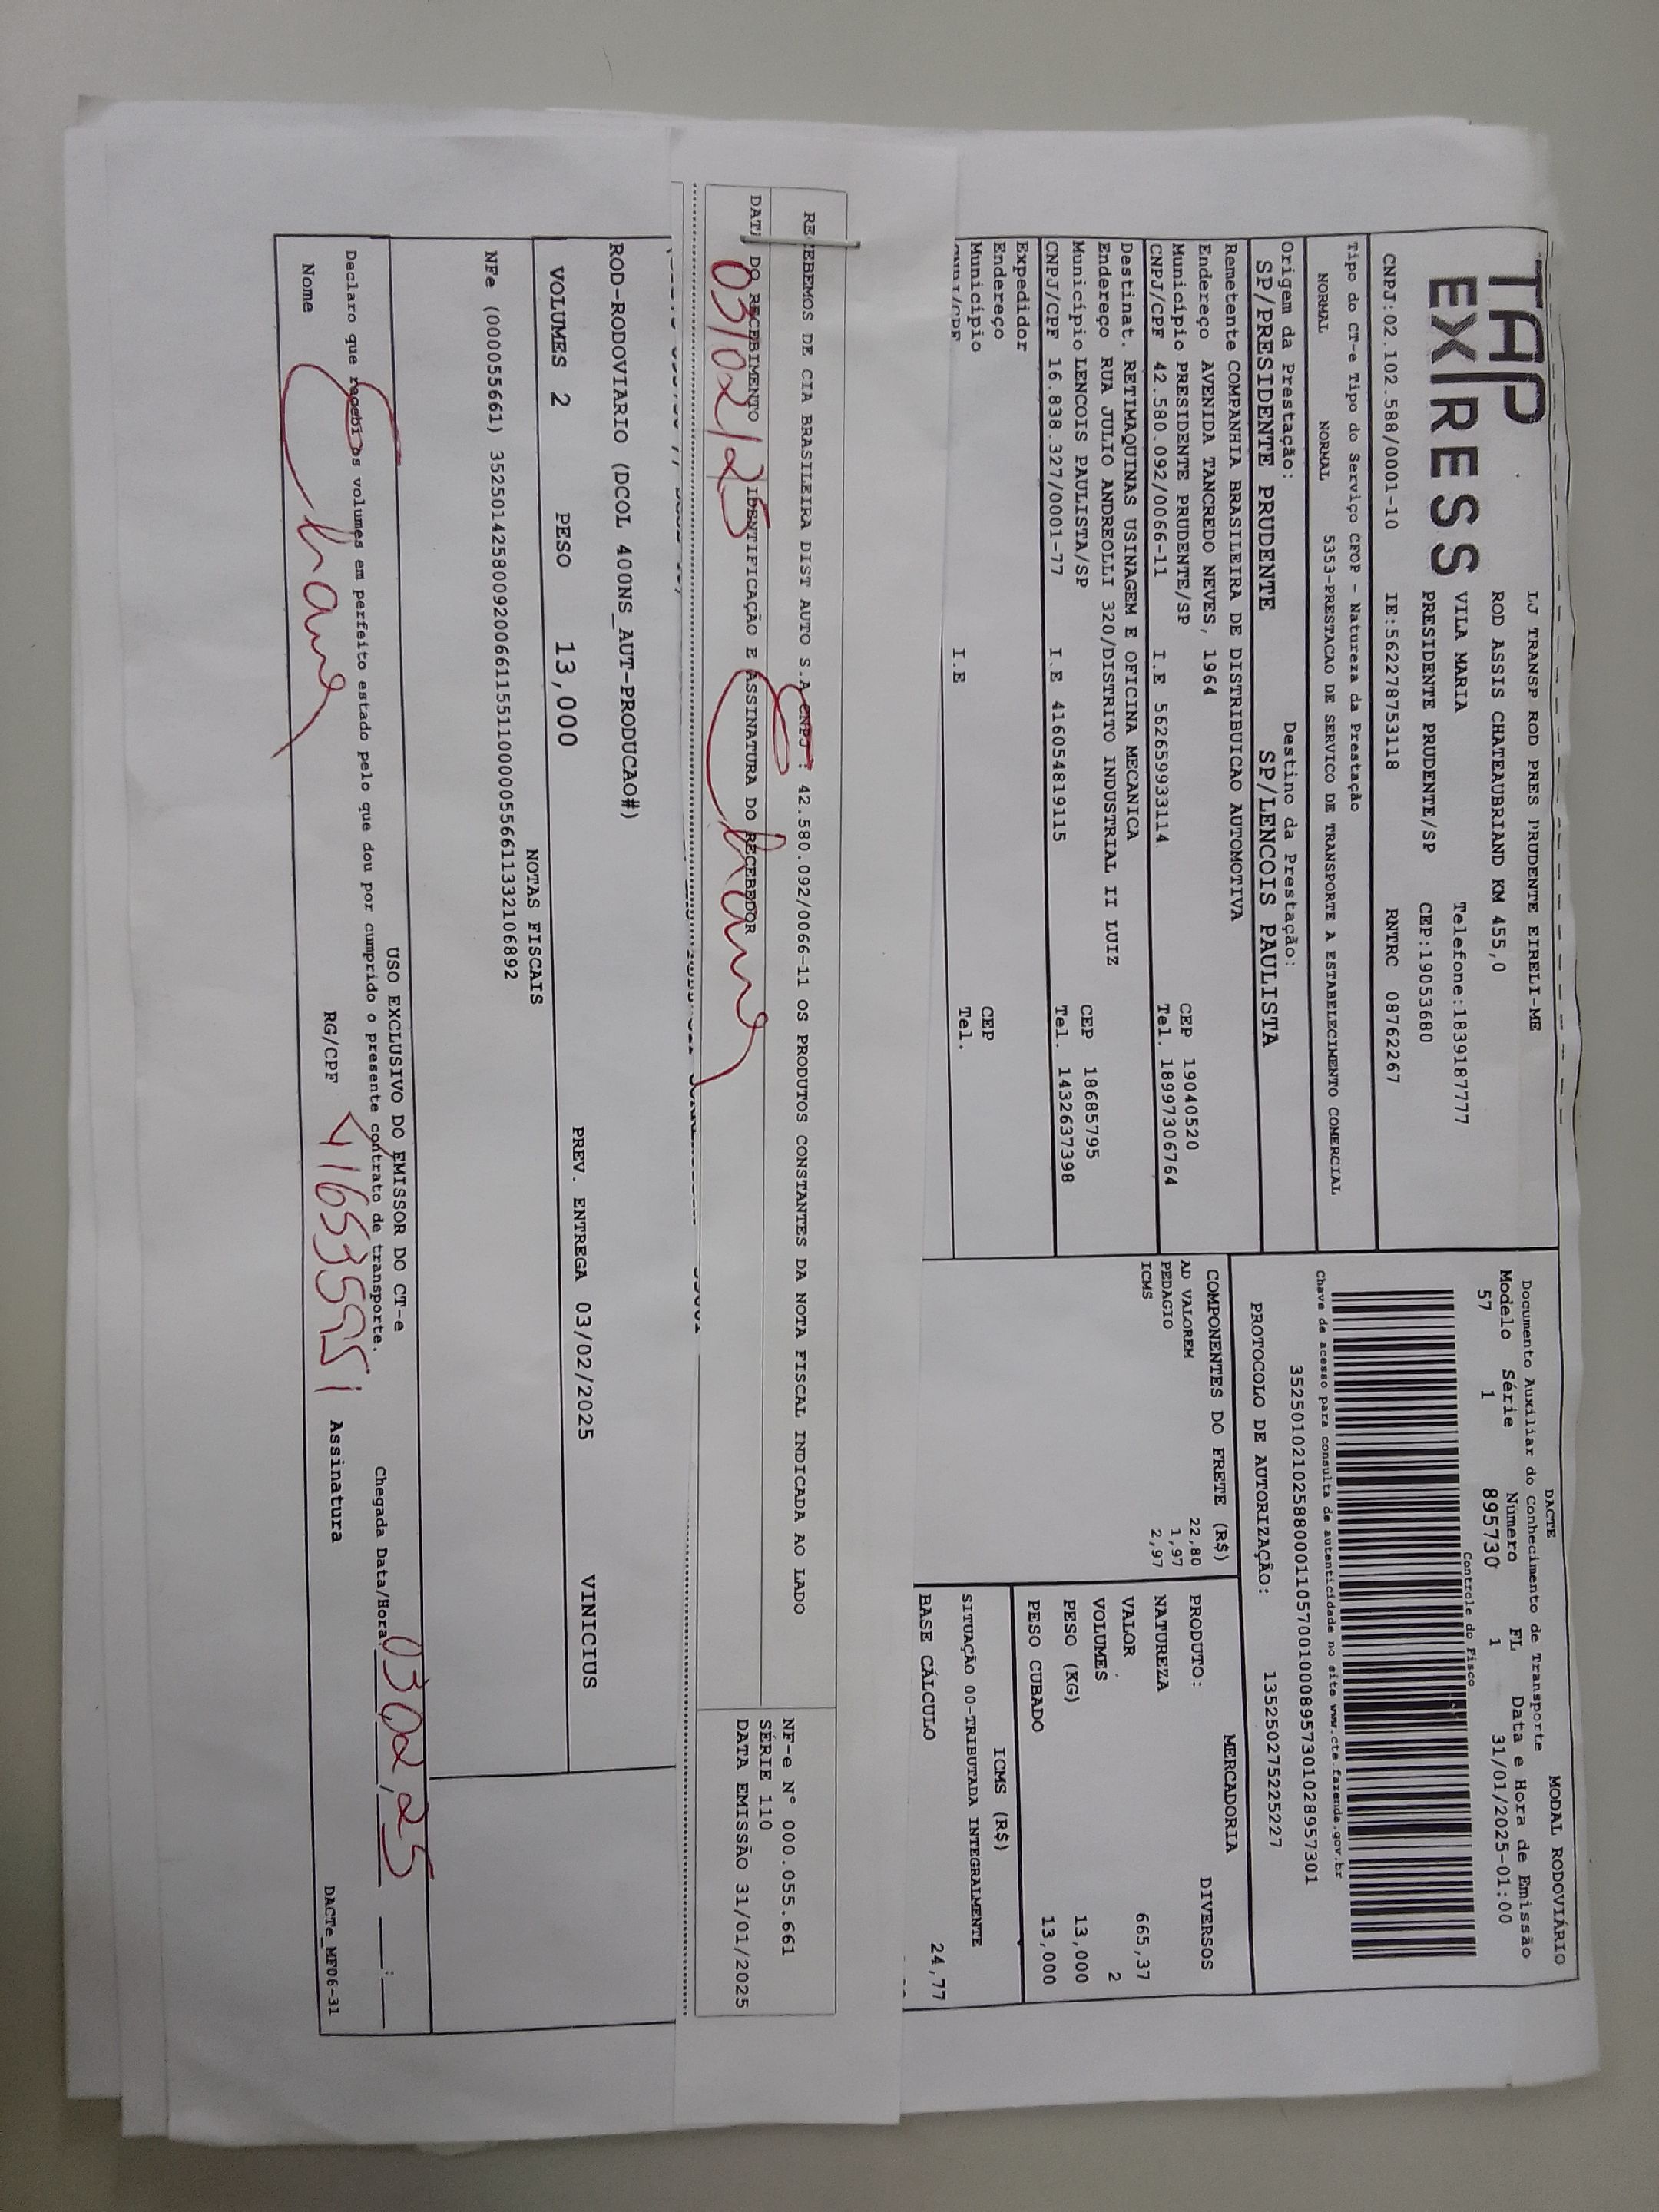 TAP
EXPRESS
LJ TRANSP ROD PRES PRUDENTE EIRELI-ME
ROD ASSIS CHATEAUBRIAND KM 455,0
VILA MARIA Telefone:1839187777
PRESIDENTE PRUDENTE/SP CEP:19053680
CNPJ:02.102.588/0001-10 IE:562278753118 RNTRC 08762267
Tipo do CT-e Tipo do Serviço CFOP - Natureza da Prestação
NORMAL NORMAL 5353-PRESTACAO DE SERVICO DE TRANSPORTE A ESTABELECIMENTO COMERCIAL
Origem da Prestação: Destino da Prestação:
SP/PRESIDENTE PRUDENTE SP/LENCOIS PAULISTA
Remetente COMPANHIA BRASILEIRA DE DISTRIBUICAO AUTOMOTIVA
Endereço AVENIDA TANCREDO NEVES, 1964
Município PRESIDENTE PRUDENTE/SP CEP 19040520
CNPJ/CPF 42.580.092/0066-11 I.E 562659933114 Tel. 18997306764
Destinat. RETIMAQUINAS USINAGEM E OFICINA MECANICA
Endereço RUA JULIO ANDREOLLI 320/DISTRITO INDUSTRIAL II LUIZ
Município LENCOIS PAULISTA/SP CEP 18685795
CNPJ/CPF 16.838.327/0001-77 I.E 416054819115 Tel. 1432637398
Expedidor
Endereço
Município CEP
CNPJ/CPF I.E Tel.
DACTE MODAL RODOVIÁRIO
Documento Auxiliar do Conhecimento de Transporte
Modelo Série Número FL Data e Hora de Emissão
57 1 895730 1 31/01/2025-01:00
Controle do Fisco
Chave de acesso para consulta de autenticidade no site www.cte.fazenda.gov.br
35250102102588000110570010008957301028957301
PROTOCOLO DE AUTORIZAÇÃO: 135250275225227
COMPONENTES DO FRETE (R$)
AD VALOREM 22,80
PEDAGIO 1,97
ICMS 2,97
MERCADORIA
PRODUTO: DIVERSOS
NATUREZA
VALOR 665,37
VOLUMES 2
PESO (KG) 13,000
PESO CUBADO 13,000
ICMS (R$)
SITUAÇÃO 00-TRIBUTADA INTEGRALMENTE
BASE CÁLCULO 24,77
RECEBEMOS DE CIA BRASILEIRA DIST AUTO S.A CNPJ: 42.580.092/0066-11 OS PRODUTOS CONSTANTES DA NOTA FISCAL INDICADA AO LADO
DATA DO RECEBIMENTO IDENTIFICAÇÃO E ASSINATURA DO RECEBEDOR
03/02/25
NF-e N° 000.055.661
SÉRIE 110
DATA EMISSÃO 31/01/2025
ROD-RODOVIARIO (DCOL 400NS_AUT-PRODUCAO#)
VOLUMES 2 PESO 13,000 PREV. ENTREGA 03/02/2025 VINICIUS
NOTAS FISCAIS
NFe (000055661) 35250142580092006611551100000556611332106892
USO EXCLUSIVO DO EMISSOR DO CT-e
Declaro que recebi os volumes em perfeito estado pelo que dou por cumprido o presente contrato de transporte. Chegada Data/Hora 03,02,25 __:__
Nome RG/CPF Assinatura DACTe_MF06-31